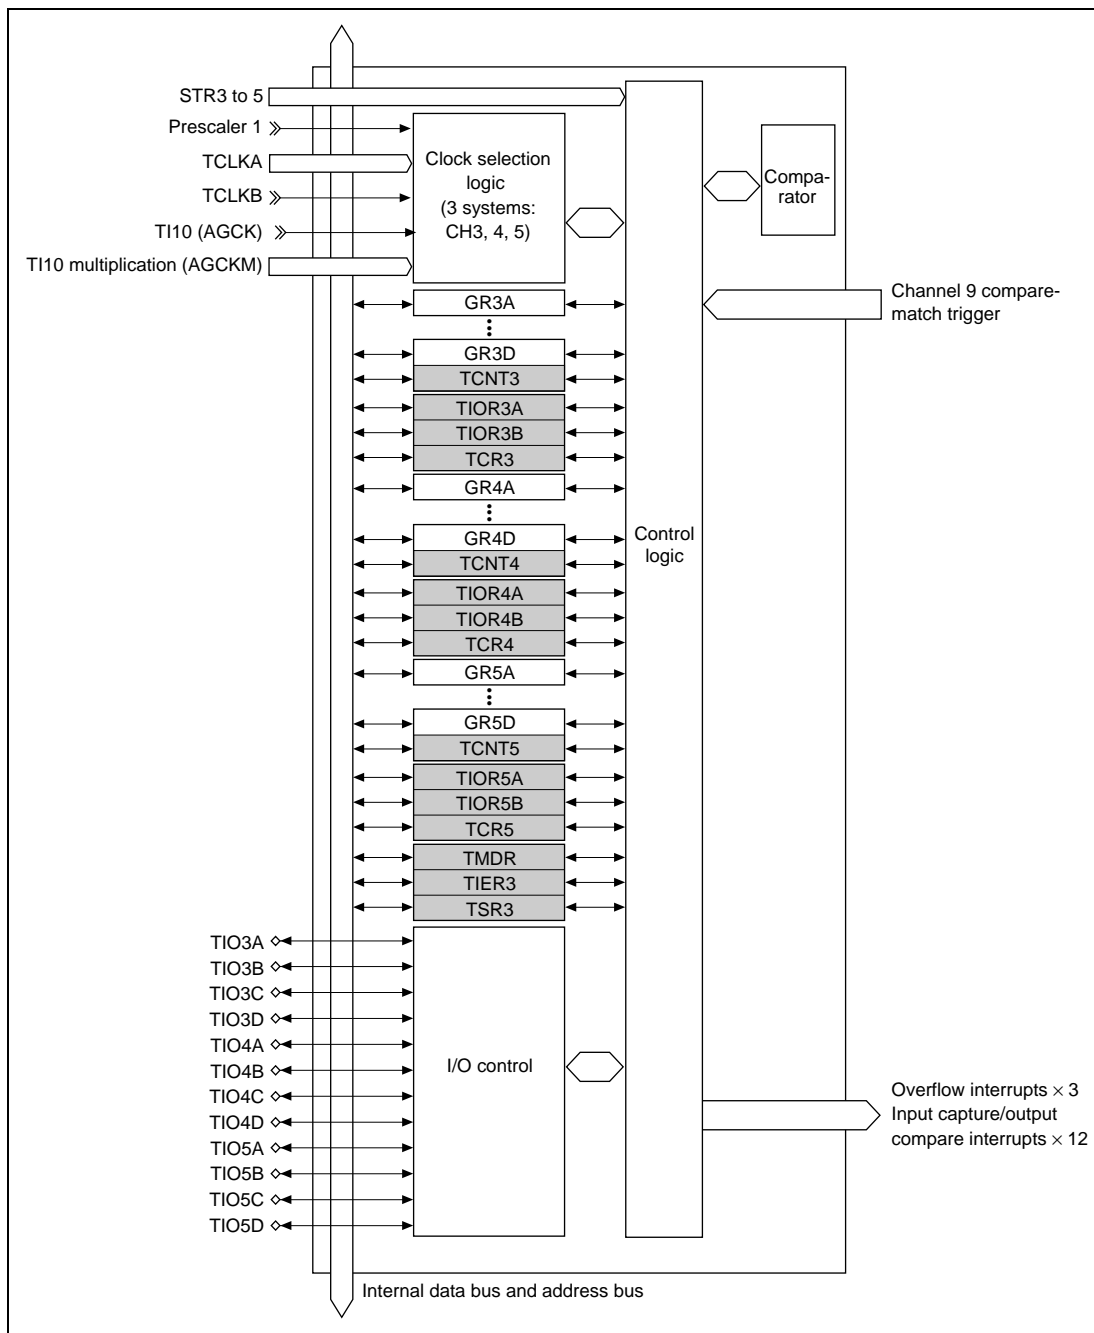 STR3 to 5
Prescaler 1
TCLKA
TCLKB
TI10 (AGCK)
TI10 multiplication (AGCKM)
Clock selection
logic
(3 systems:
CH3, 4, 5)
Compa-
rator
Channel 9 compare-
match trigger
GR3A
GR3D
TCNT3
TIOR3A
TIOR3B
TCR3
GR4A
GR4D
TCNT4
TIOR4A
TIOR4B
TCR4
GR5A
GR5D
TCNT5
TIOR5A
TIOR5B
TCR5
TMDR
TIER3
TSR3
Control
logic
TIO3A
TIO3B
TIO3C
TIO3D
TIO4A
TIO4B
TIO4C
TIO4D
TIO5A
TIO5B
TIO5C
TIO5D
I/O control
Overflow interrupts × 3
Input capture/output
compare interrupts × 12
Internal data bus and address bus